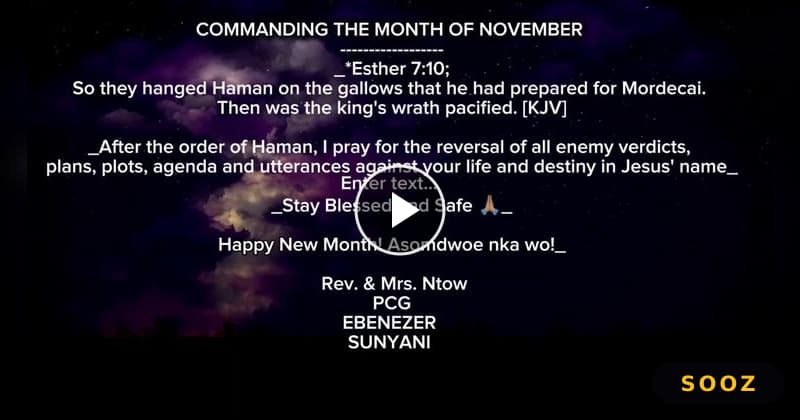 COMMANDING THE MONTH OF NOVEMBER
------------------
_*Esther 7:10;
So they hanged Haman on the gallows that he had prepared for Mordecai.
Then was the king's wrath pacified. [KJV]
_After the order of Haman, I pray for the reversal of all enemy verdicts,
plans, plots, agenda and utterances against your life and destiny in Jesus' name_
Enter text...
_Stay Blessed and Safe 🙏🏽_
Happy New Month! Asomdwoe nka wo!_
Rev. & Mrs. Ntow
PCG
EBENEZER
SUNYANI
SOOZ